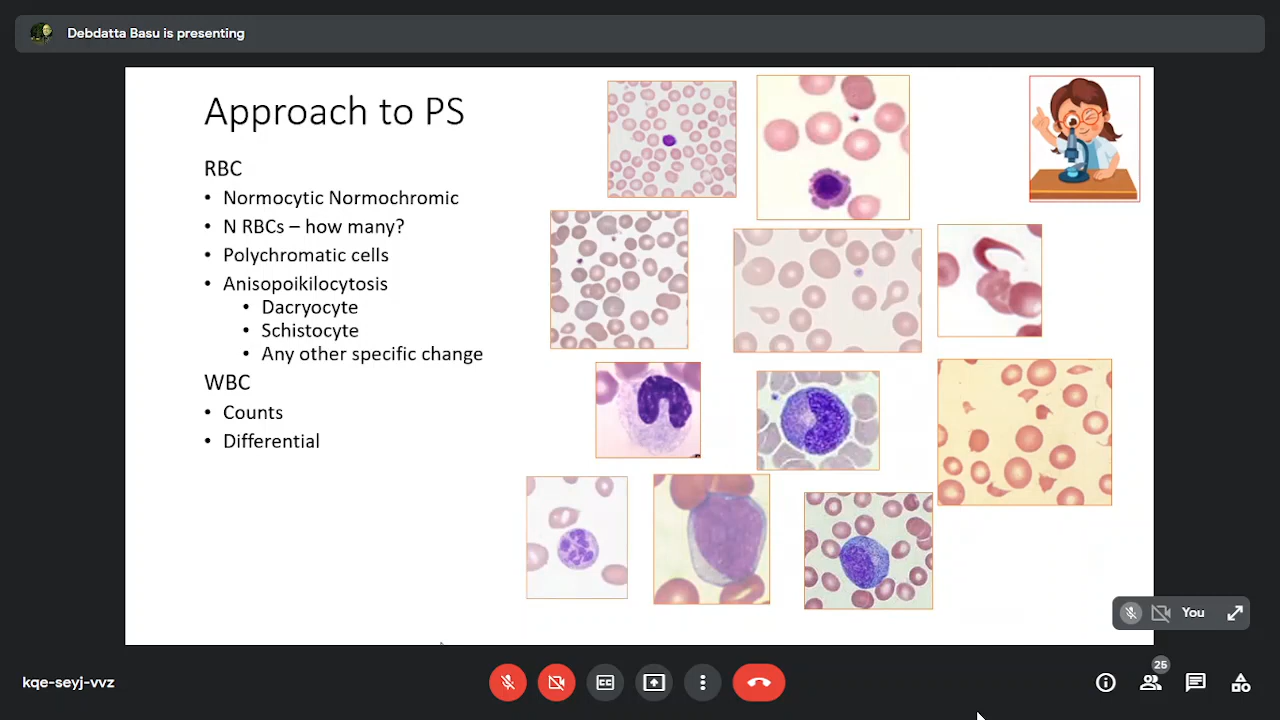 Debdatta Basu is presenting
Approach to PS
RBC
• Normocytic Normochromic
• N RBCs – how many?
• Polychromatic cells
• Anisopoikilocytosis
• Dacryocyte
• Schistocyte
• Any other specific change
WBC
• Counts
• Differential
You
kqe-seyj-vvz
CC
25